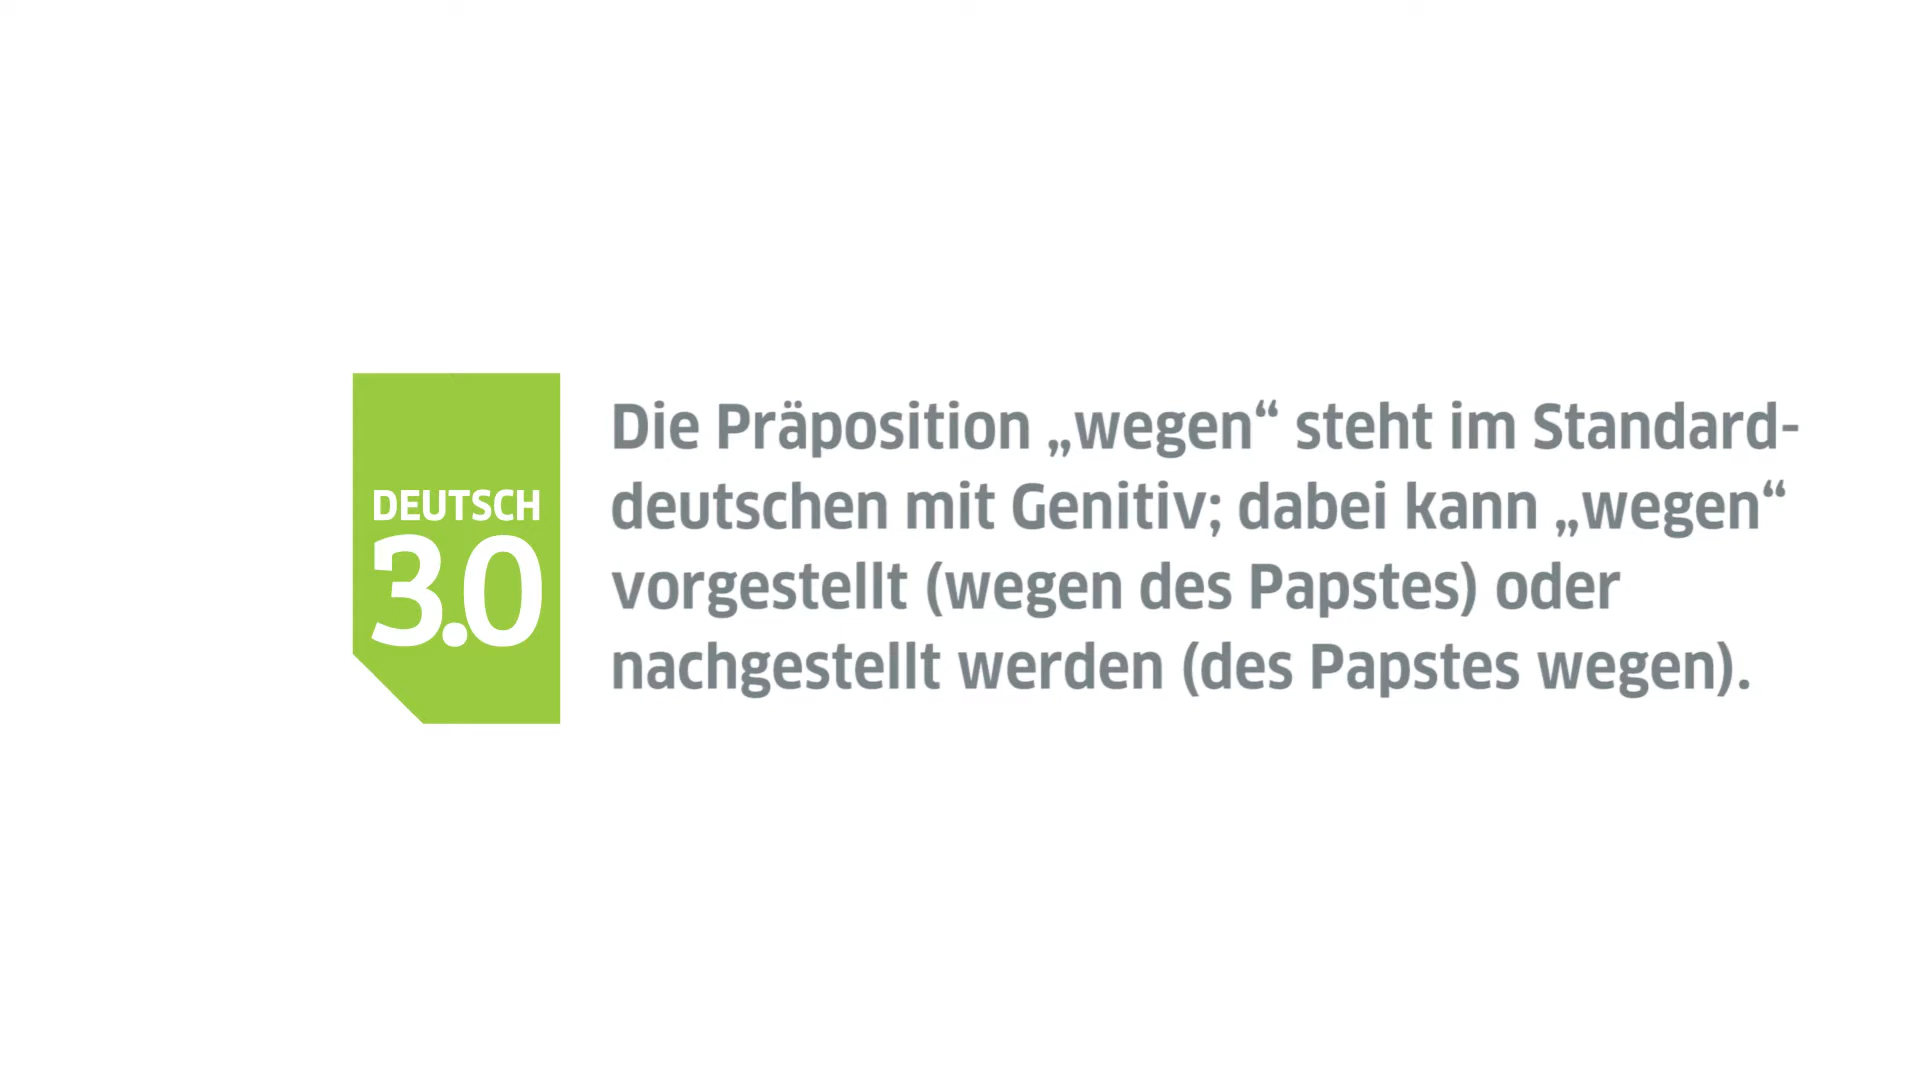 DEUTSCH
3.0
Die Präposition „wegen“ steht im Standard-
deutschen mit Genitiv; dabei kann „wegen“
vorgestellt (wegen des Papstes) oder
nachgestellt werden (des Papstes wegen).